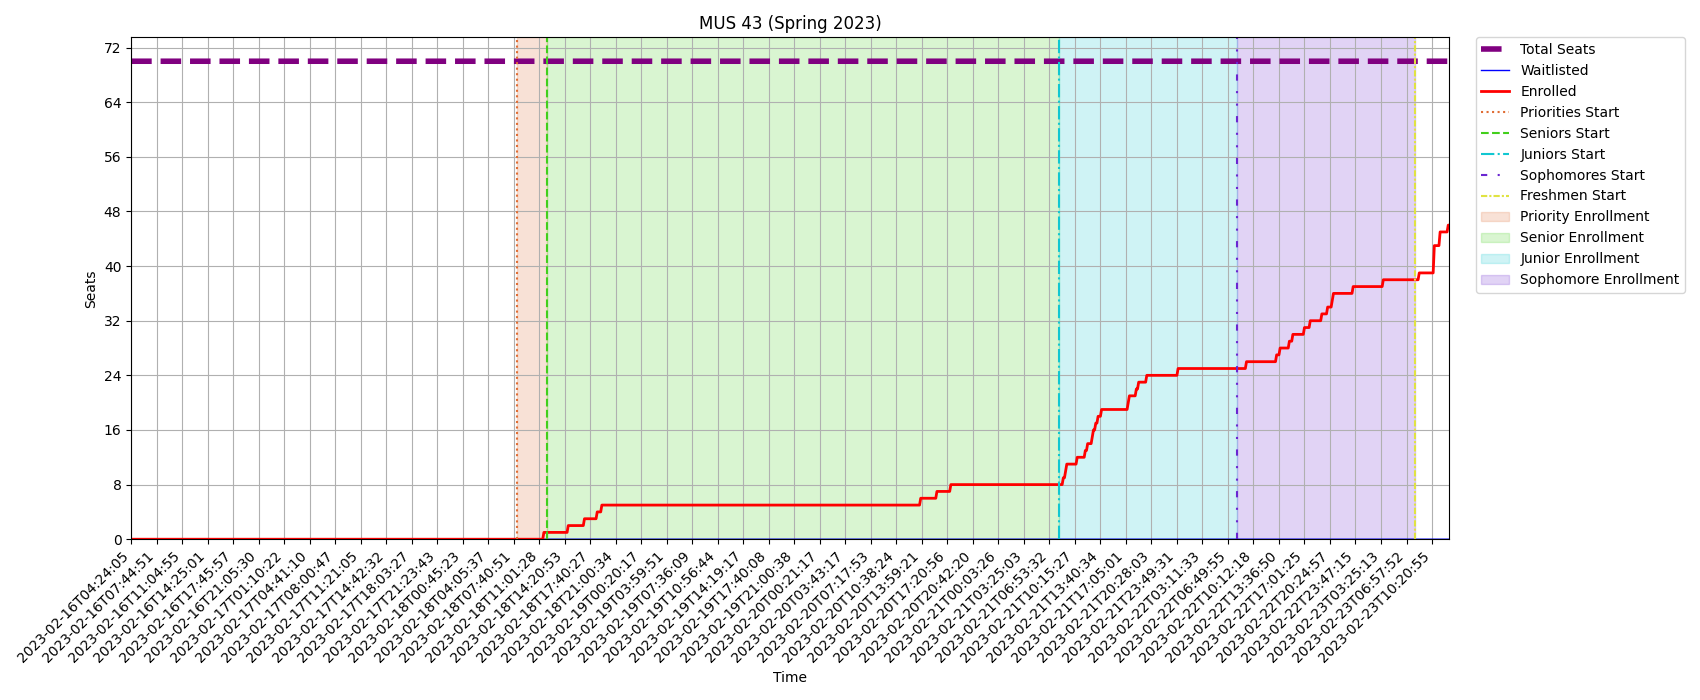 MUS 43 (Spring 2023)
Seats
72
64
56
48
40
32
24
16
8
0
2023-02-16T04:24:05
2023-02-16T07:44:51
2023-02-16T11:04:55
2023-02-16T14:25:01
2023-02-16T17:45:57
2023-02-16T21:05:30
2023-02-17T01:10:22
2023-02-17T04:41:10
2023-02-17T08:00:47
2023-02-17T11:21:05
2023-02-17T14:42:32
2023-02-17T18:03:27
2023-02-17T21:23:43
2023-02-18T00:45:23
2023-02-18T04:05:37
2023-02-18T07:40:51
2023-02-18T11:01:28
2023-02-18T14:20:53
2023-02-18T17:40:27
2023-02-18T21:00:34
2023-02-19T00:20:17
2023-02-19T03:59:51
2023-02-19T07:36:09
2023-02-19T10:56:44
2023-02-19T14:19:17
2023-02-19T17:40:08
2023-02-19T21:00:38
2023-02-20T00:21:17
2023-02-20T03:43:17
2023-02-20T07:17:53
2023-02-20T10:38:24
2023-02-20T13:59:21
2023-02-20T17:20:56
2023-02-20T20:42:20
2023-02-21T00:03:26
2023-02-21T03:25:03
2023-02-21T06:53:32
2023-02-21T10:15:27
2023-02-21T13:40:34
2023-02-21T17:05:01
2023-02-21T20:28:03
2023-02-21T23:49:31
2023-02-22T03:11:33
2023-02-22T06:49:55
2023-02-22T10:12:18
2023-02-22T13:36:50
2023-02-22T17:01:25
2023-02-22T20:24:57
2023-02-22T23:47:15
2023-02-23T03:25:13
2023-02-23T06:57:52
2023-02-23T10:20:55
Time
Total Seats
Waitlisted
Enrolled
Priorities Start
Seniors Start
Juniors Start
Sophomores Start
Freshmen Start
Priority Enrollment
Senior Enrollment
Junior Enrollment
Sophomore Enrollment